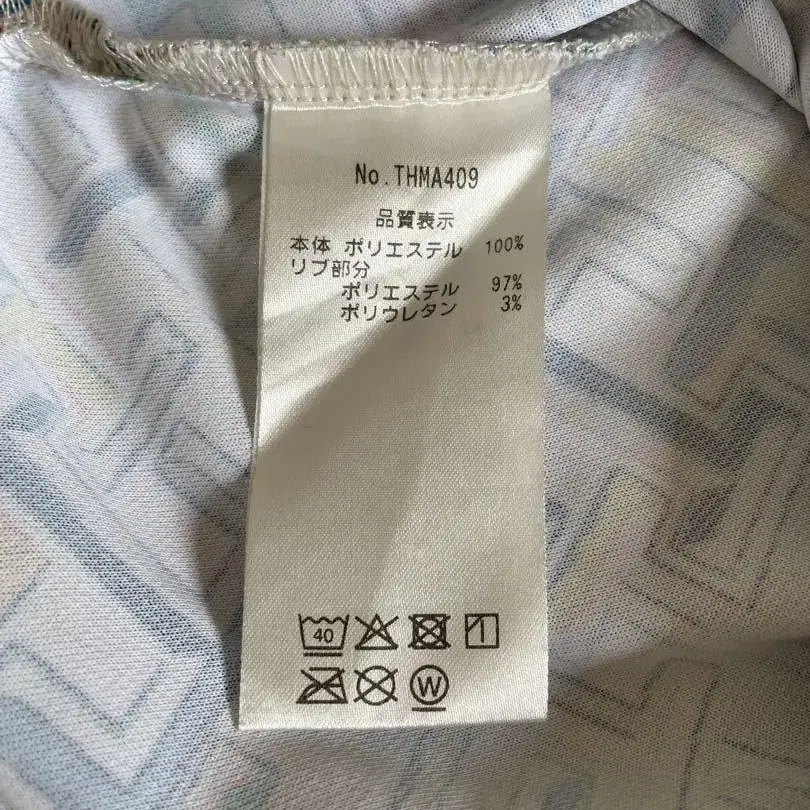 No.THMA409
品質表示
本体 ポリエステル 100%
リブ部分
ポリエステル 97%
ポリウレタン 3%
40
W